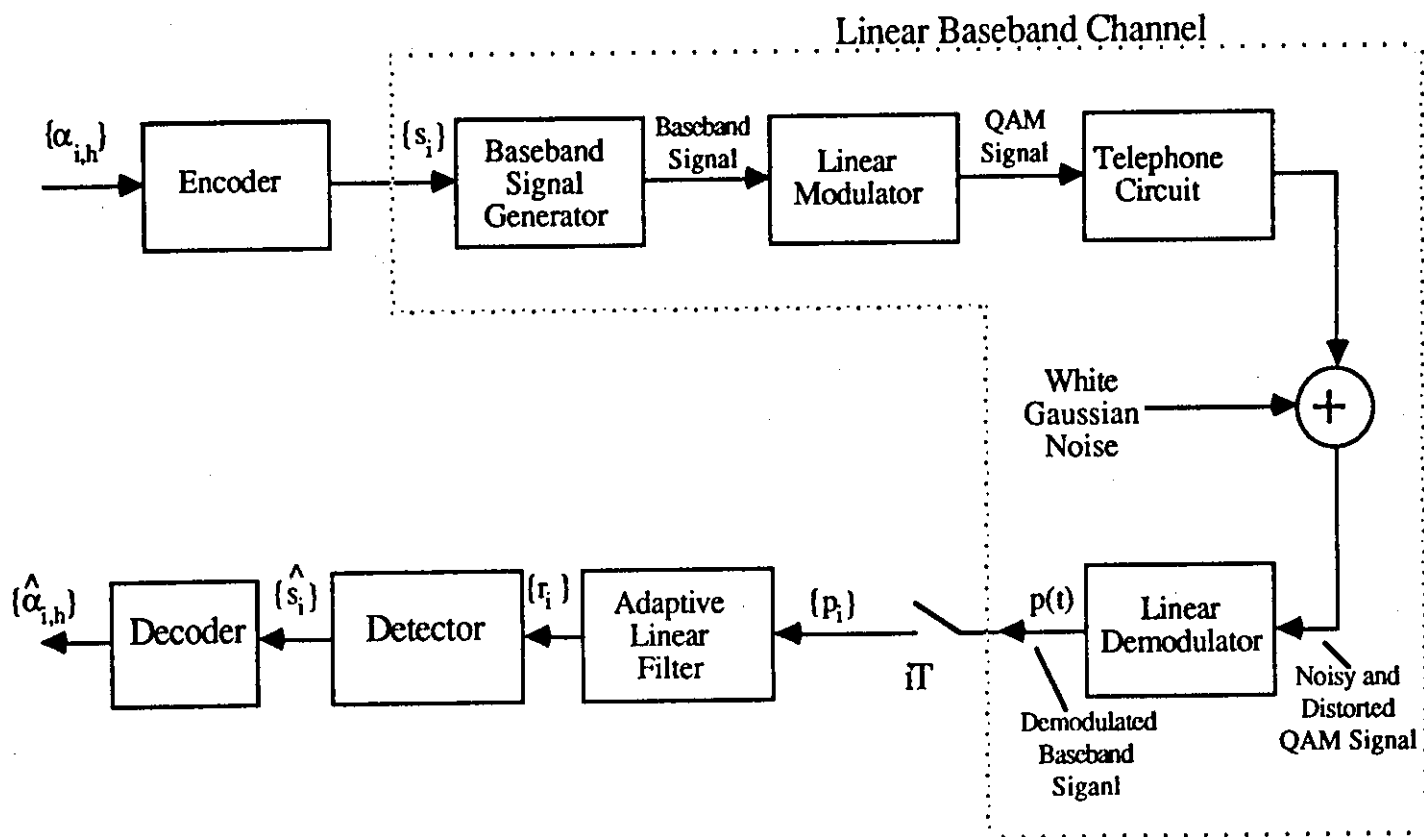 Linear Baseband Channel
{α_{i,h}}
Encoder
{s_i}
Baseband
Signal
Generator
Baseband
Signal
Linear
Modulator
QAM
Signal
Telephone
Circuit
White
Gaussian
Noise
+
{α̂_{i,h}}
Decoder
{ŝ_i}
Detector
{r_i}
Adaptive
Linear
Filter
{p_i}
iT
p(t)
Linear
Demodulator
Demodulated
Baseband
Siganl
Noisy and
Distorted
QAM Signal